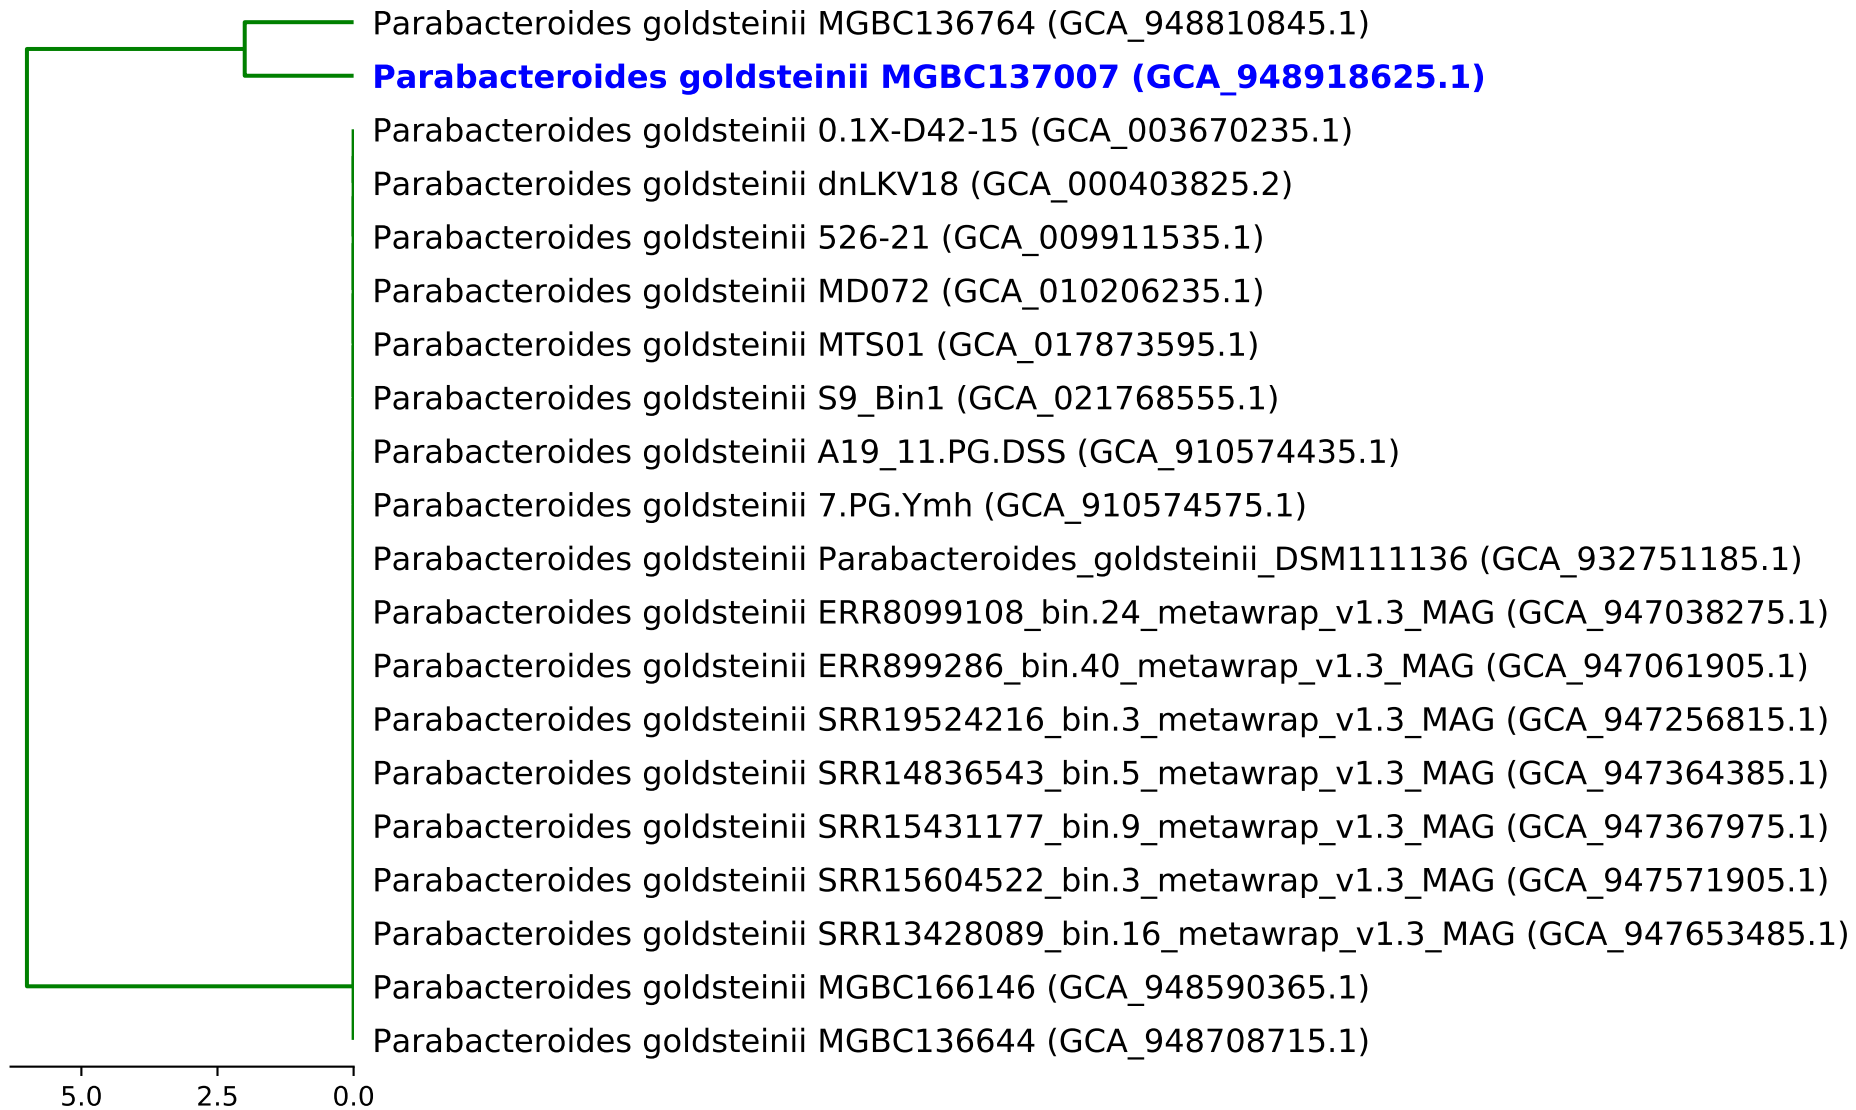 Parabacteroides goldsteinii MGBC136764 (GCA_948810845.1)
Parabacteroides goldsteinii MGBC137007 (GCA_948918625.1)
Parabacteroides goldsteinii 0.1X-D42-15 (GCA_003670235.1)
Parabacteroides goldsteinii dnLKV18 (GCA_000403825.2)
Parabacteroides goldsteinii 526-21 (GCA_009911535.1)
Parabacteroides goldsteinii MD072 (GCA_010206235.1)
Parabacteroides goldsteinii MTS01 (GCA_017873595.1)
Parabacteroides goldsteinii S9_Bin1 (GCA_021768555.1)
Parabacteroides goldsteinii A19_11.PG.DSS (GCA_910574435.1)
Parabacteroides goldsteinii 7.PG.Ymh (GCA_910574575.1)
Parabacteroides goldsteinii Parabacteroides_goldsteinii_DSM111136 (GCA_932751185.1)
Parabacteroides goldsteinii ERR8099108_bin.24_metawrap_v1.3_MAG (GCA_947038275.1)
Parabacteroides goldsteinii ERR899286_bin.40_metawrap_v1.3_MAG (GCA_947061905.1)
Parabacteroides goldsteinii SRR19524216_bin.3_metawrap_v1.3_MAG (GCA_947256815.1)
Parabacteroides goldsteinii SRR14836543_bin.5_metawrap_v1.3_MAG (GCA_947364385.1)
Parabacteroides goldsteinii SRR15431177_bin.9_metawrap_v1.3_MAG (GCA_947367975.1)
Parabacteroides goldsteinii SRR15604522_bin.3_metawrap_v1.3_MAG (GCA_947571905.1)
Parabacteroides goldsteinii SRR13428089_bin.16_metawrap_v1.3_MAG (GCA_947653485.1)
Parabacteroides goldsteinii MGBC166146 (GCA_948590365.1)
Parabacteroides goldsteinii MGBC136644 (GCA_948708715.1)
5.0 2.5 0.0